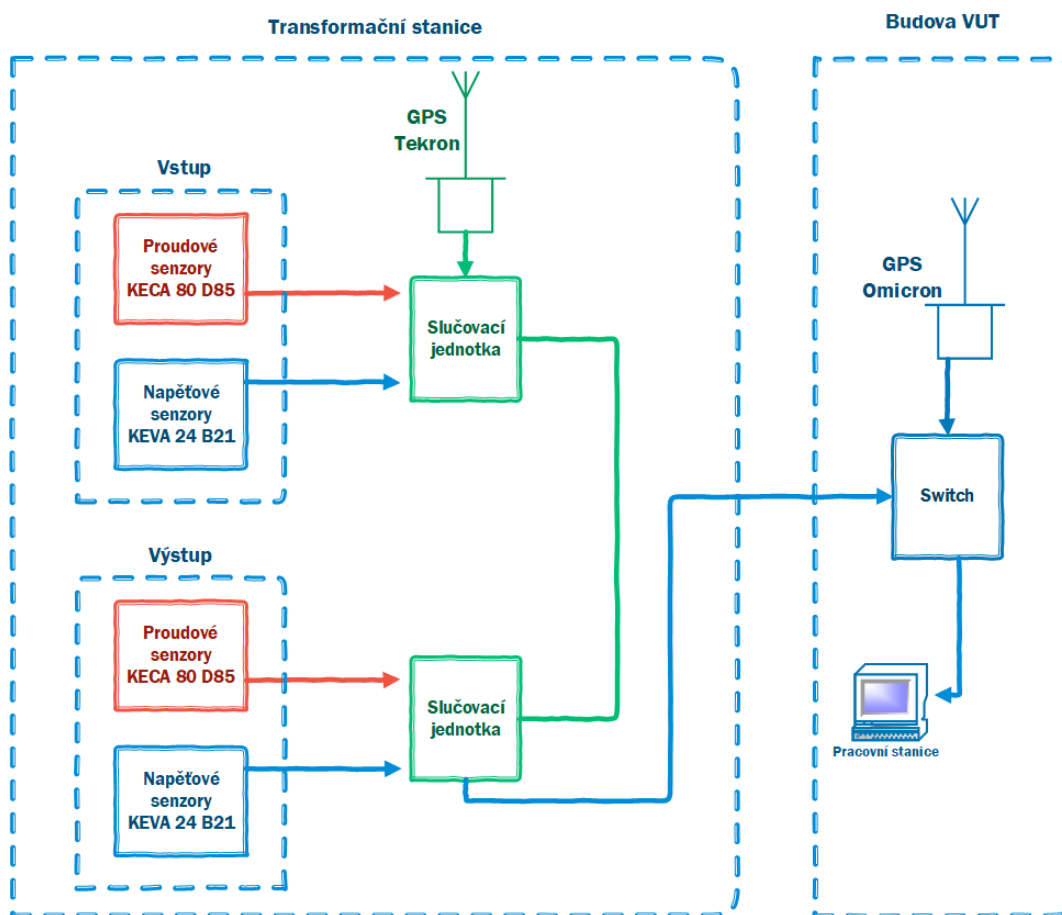 Transformační stanice
Budova VUT
GPS
Tekron
Vstup
Proudové
senzory
KECA 80 D85
Slučovací
jednotka
Napěťové
senzory
KEVA 24 B21
GPS
Omicron
Switch
Výstup
Proudové
senzory
KECA 80 D85
Slučovací
jednotka
Napěťové
senzory
KEVA 24 B21
Pracovní stanice